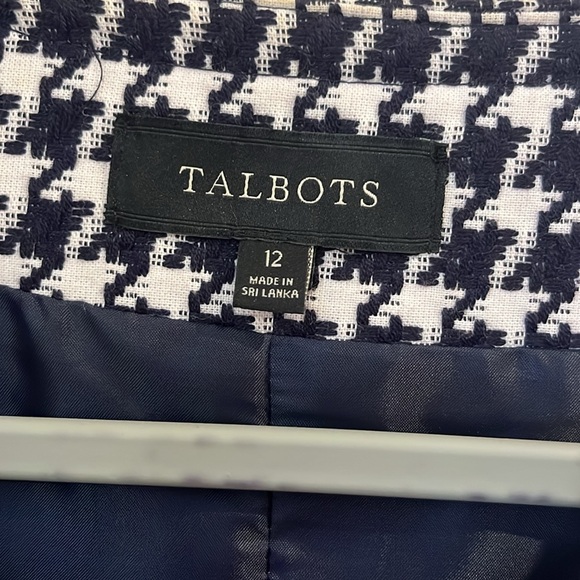 TALBOTS
12
MADE IN
SRI LANKA